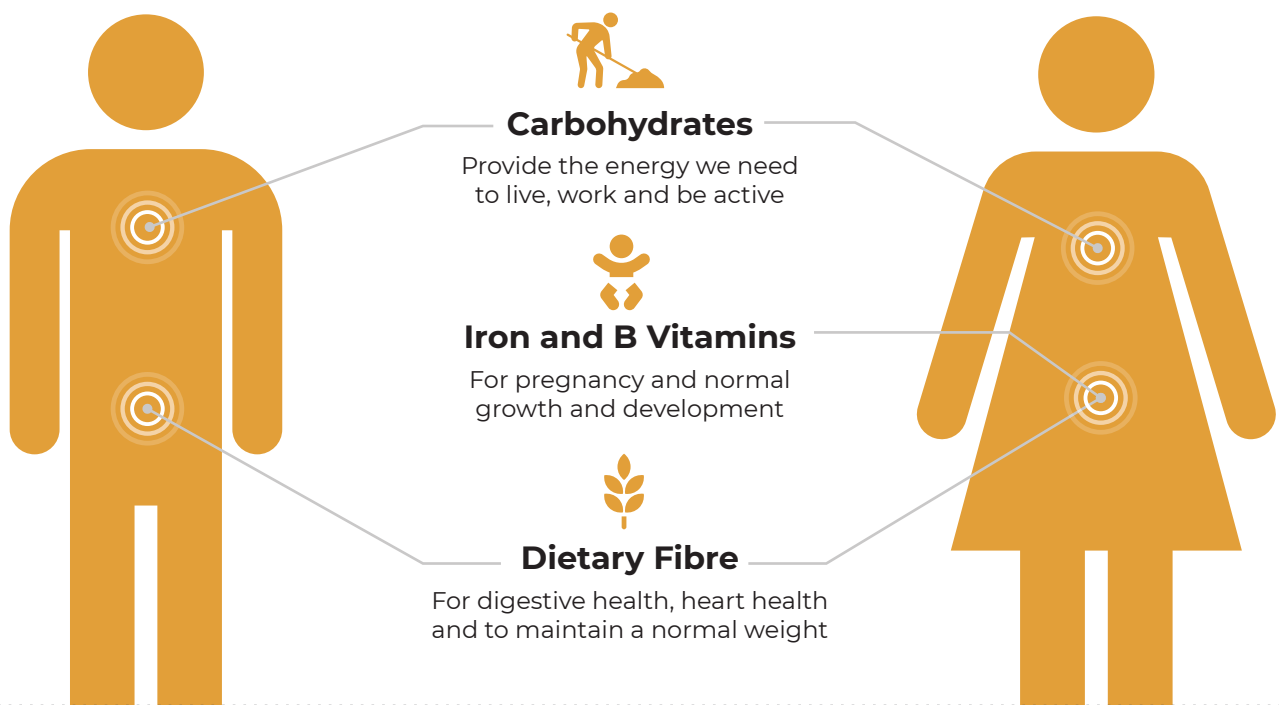 Carbohydrates
Provide the energy we need
to live, work and be active
Iron and B Vitamins
For pregnancy and normal
growth and development
Dietary Fibre
For digestive health, heart health
and to maintain a normal weight